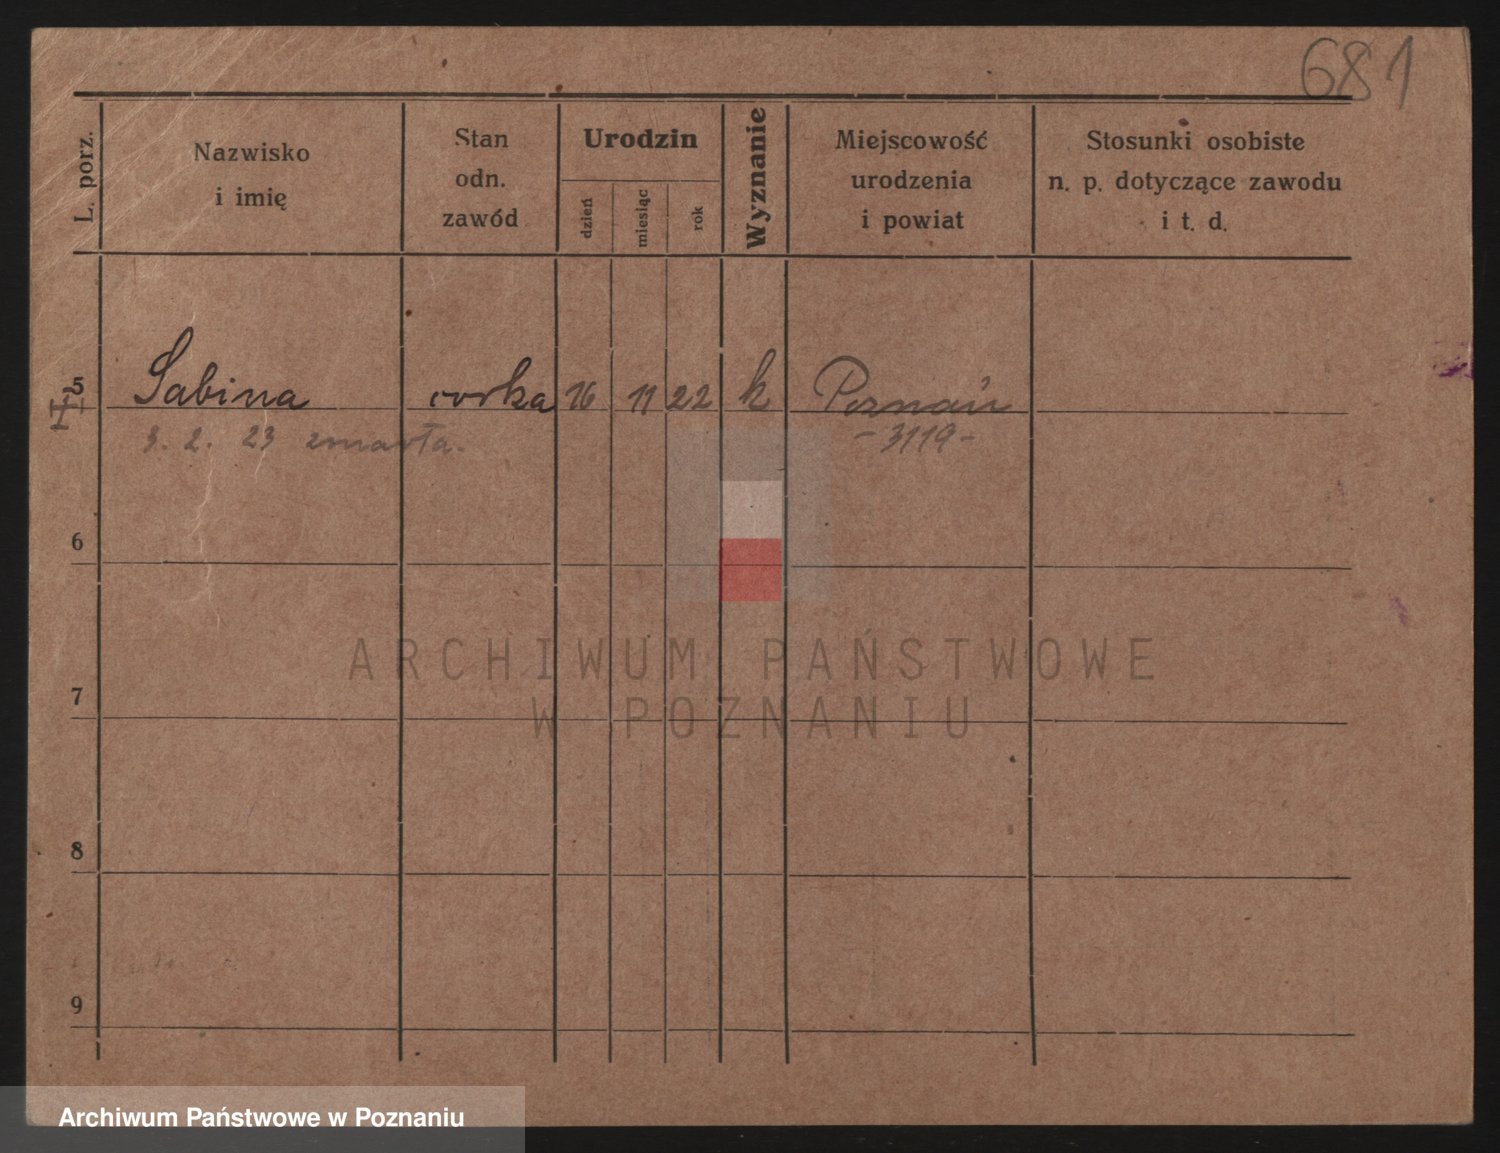 681
L. porz.
Nazwisko
i imię
Stan
odn.
zawód
Urodzin
dzień
miesiąc
rok
Wyznanie
Miejscowość
urodzenia
i powiat
Stosunki osobiste
n. p. dotyczące zawodu
i t. d.
5 Sabina corka 16 11 22 k Poznań
3. 2. 23 zmarła. -3119-
6
7
8
9
ARCHIWUM PAŃSTWOWE
W POZNANIU
Archiwum Państwowe w Poznaniu